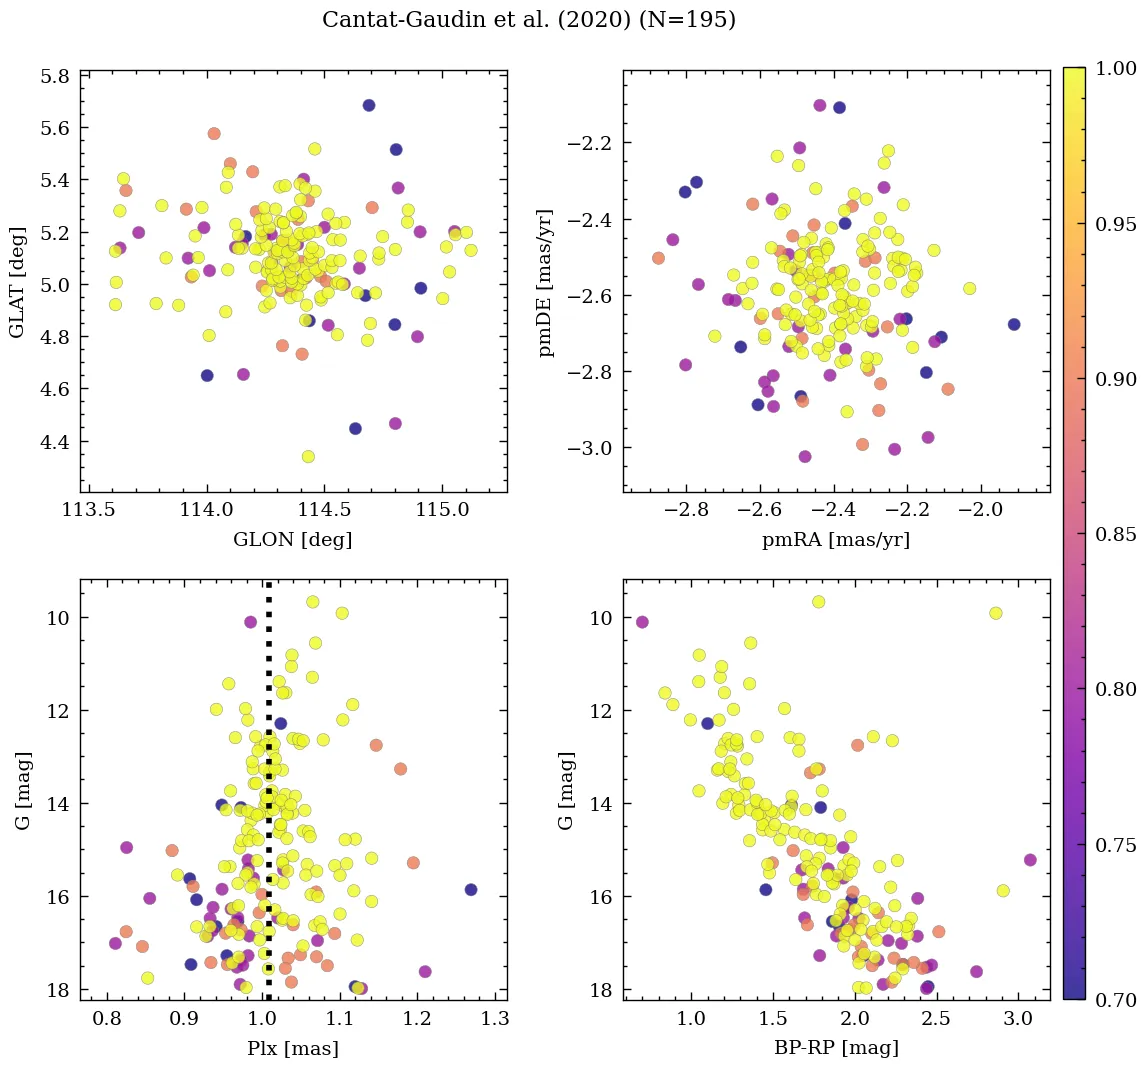 Cantat-Gaudin et al. (2020) (N=195)
5.8
5.6
5.4
5.2
5.0
4.8
4.6
4.4
GLAT [deg]
113.5 114.0 114.5 115.0
GLON [deg]
−2.2
−2.4
−2.6
−2.8
−3.0
pmDE [mas/yr]
−2.8 −2.6 −2.4 −2.2 −2.0
pmRA [mas/yr]
1.00
0.95
0.90
0.85
0.80
0.75
0.70
10
12
14
16
18
G [mag]
0.8 0.9 1.0 1.1 1.2 1.3
Plx [mas]
10
12
14
16
18
G [mag]
1.0 1.5 2.0 2.5 3.0
BP-RP [mag]